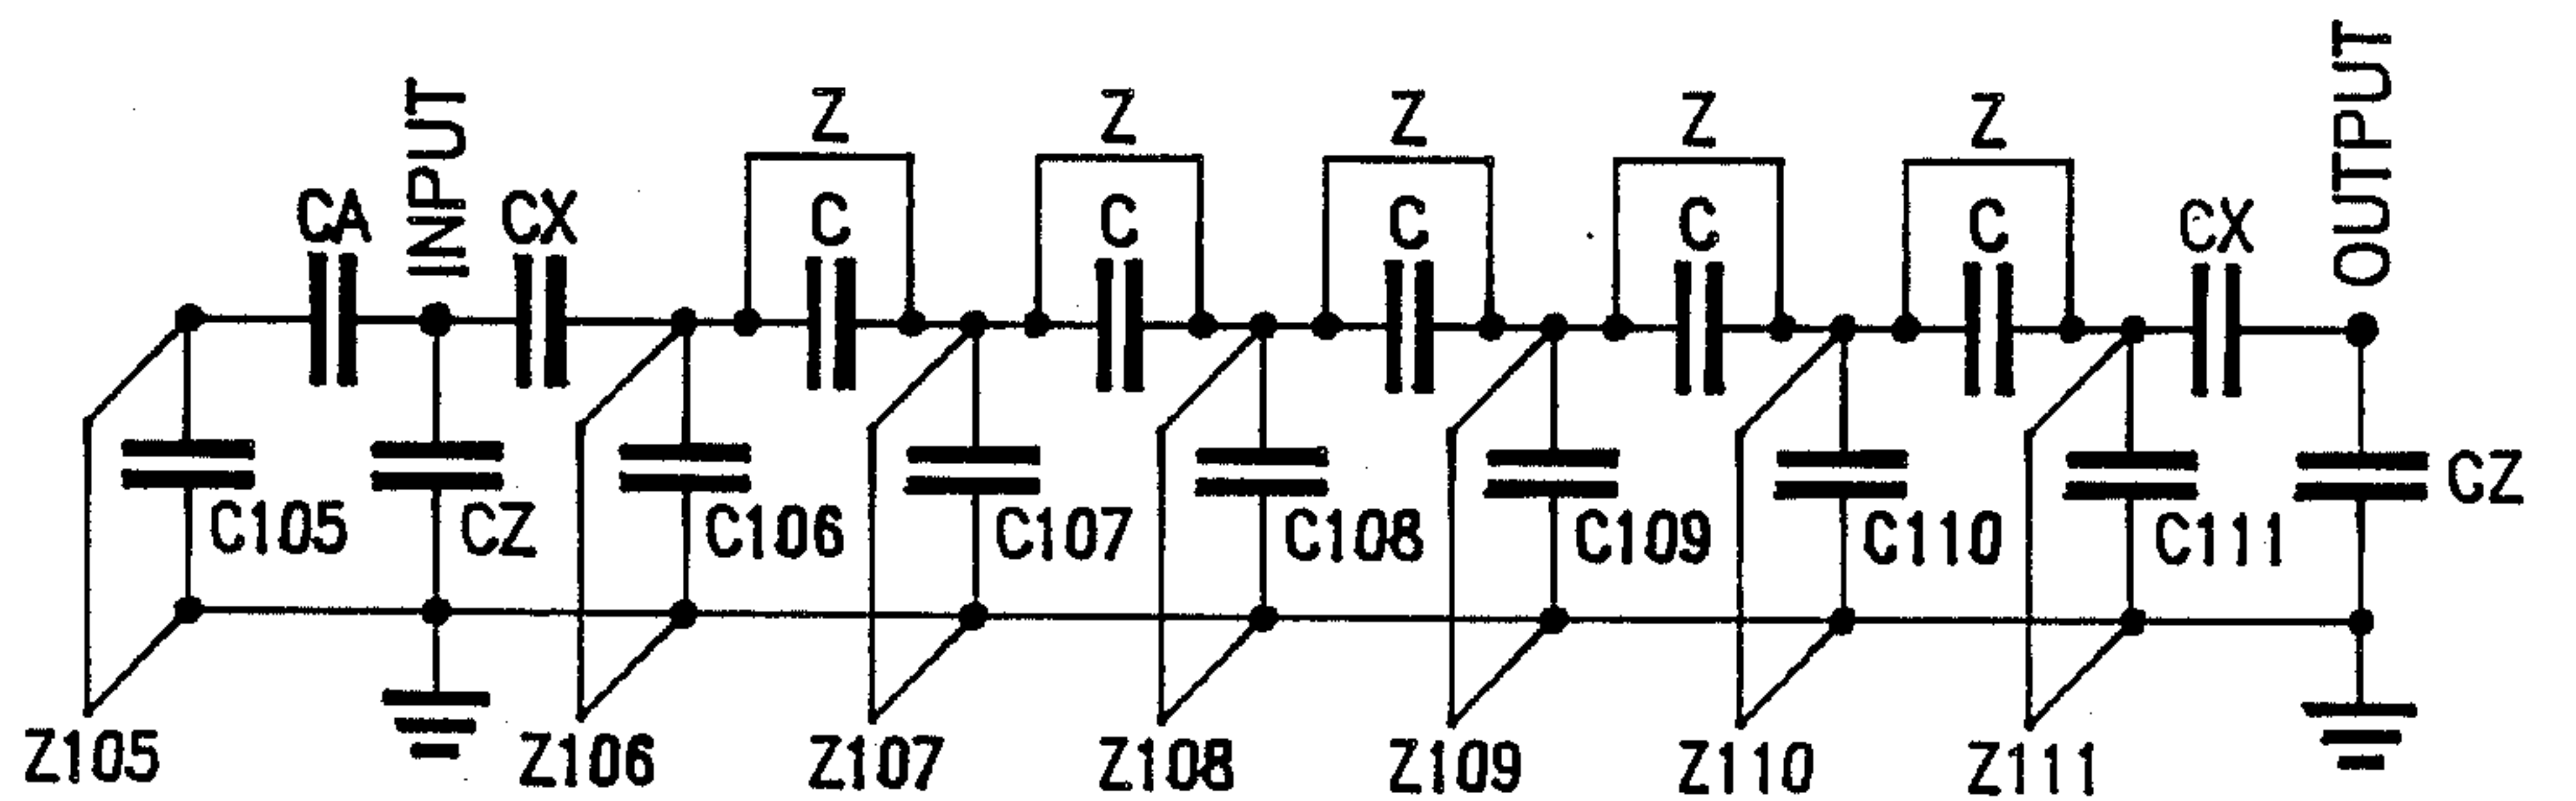 INPUT
OUTPUT
Z Z Z Z Z
CA CX C C C C C CX
C105 CZ C106 C107 C108 C109 C110 C111 CZ
Z105 Z106 Z107 Z108 Z109 Z110 Z111